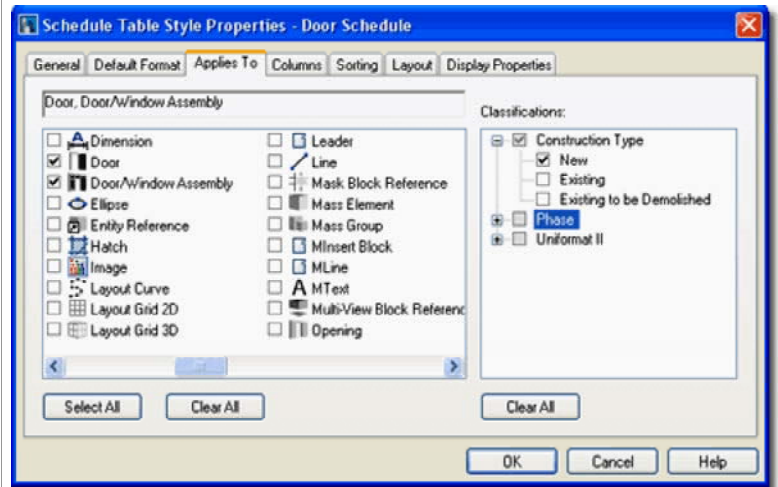 Schedule Table Style Properties - Door Schedule
General Default Format Applies To Columns Sorting Layout Display Properties
Door, Door/Window Assembly
Classifications:
Dimension
Door
Door/Window Assembly
Ellipse
Entity Reference
Hatch
Image
Layout Curve
Layout Grid 2D
Layout Grid 3D
Leader
Line
Mask Block Reference
Mass Element
Mass Group
MInsert Block
MLine
MText
Multi-View Block Referenc
Opening
Construction Type
New
Existing
Existing to be Demolished
Phase
Uniformat II
Select All Clear All Clear All
OK Cancel Help